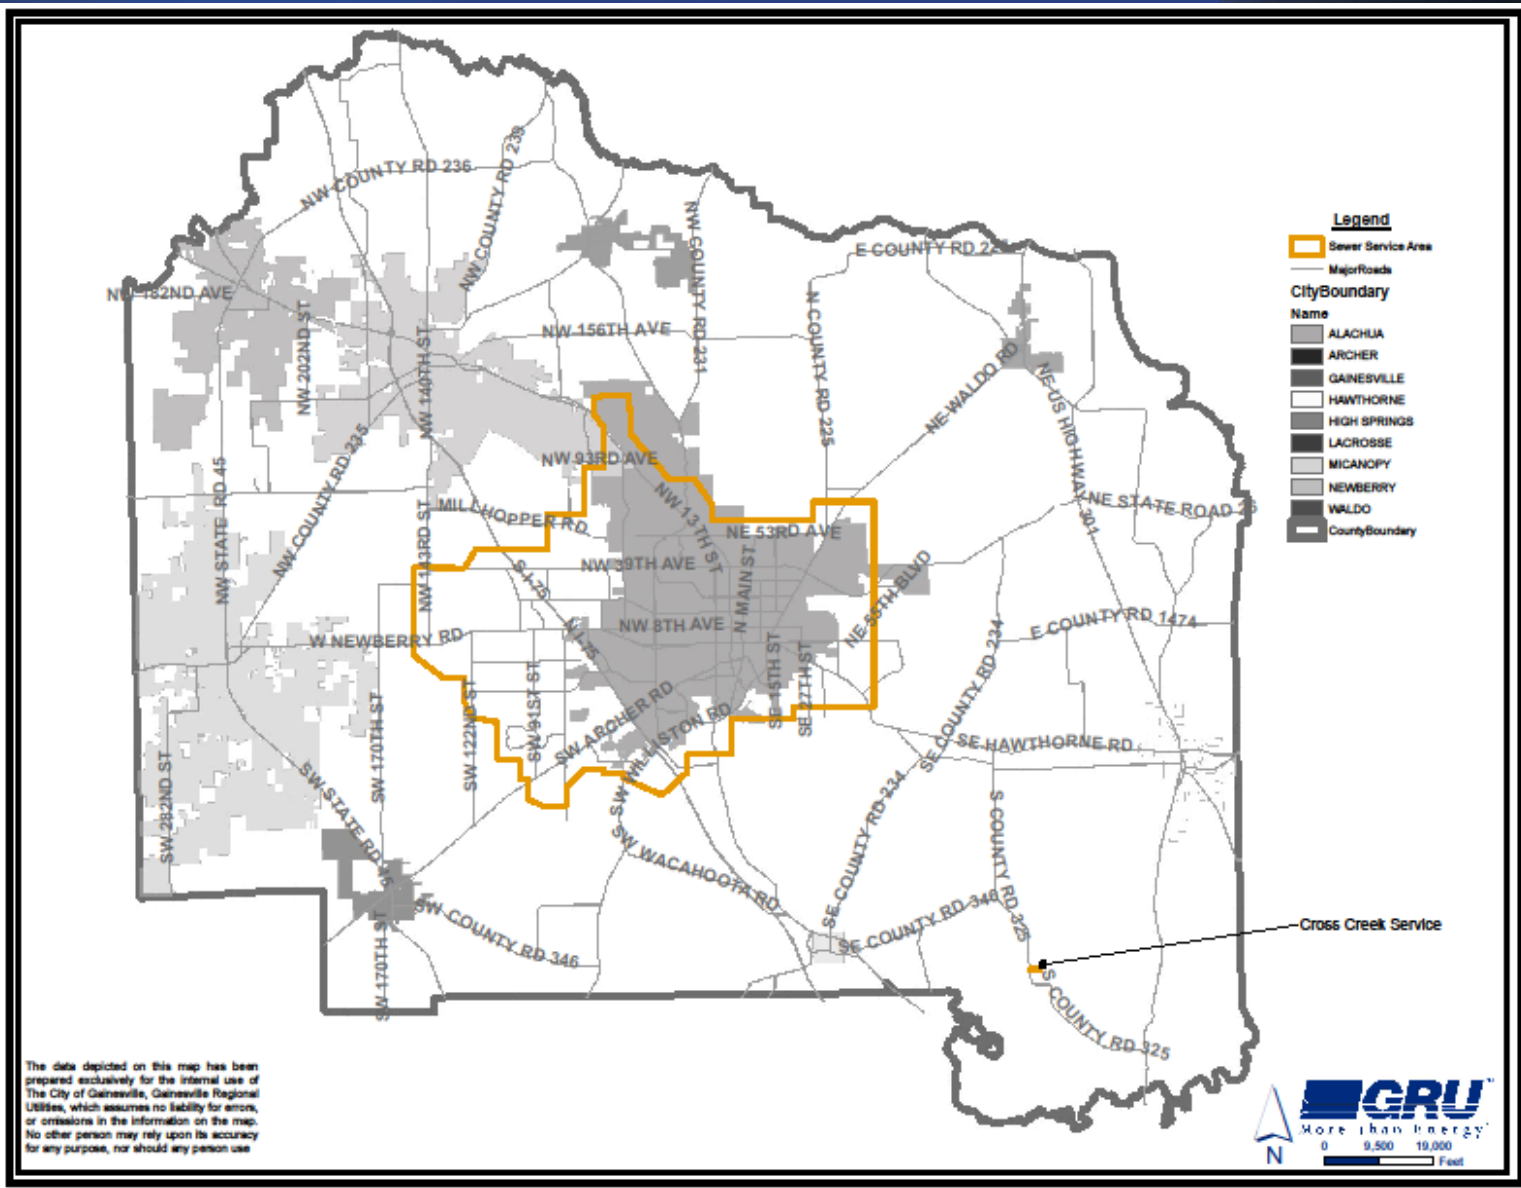 NW COUNTY RD 236
NW COUNTY RD 239
NW COUNTY RD 231
E COUNTY RD 22
NW 182ND AVE
NW 202ND ST
NW 140TH ST
NW 156TH AVE
N COUNTY RD 225
NE WALDO RD
NE US HIGHWAY 301
NW STATE RD 45
NW COUNTY RD 235
NW 93RD AVE
MILLHOPPER RD
NW 143RD ST
NW 13TH ST
NE 53RD AVE
NE STATE ROAD 26
S I-75
NW 39TH AVE
N MAIN ST
NE 55TH BLVD
N I-75
NW 8TH AVE
W NEWBERRY RD
E COUNTY RD 1474
SE COUNTY RD 234
SW 170TH ST
SW 122ND ST
SW 91ST ST
SW ARCHER RD
SW WILLISTON RD
SE 15TH ST
SE 27TH ST
SE HAWTHORNE RD
SW 282ND ST
SW STATE RD 45
SE COUNTY RD 234
S COUNTY RD 325
SW WACAHOOTA RD
SE COUNTY RD 346
SW COUNTY RD 346
SW 170TH ST
S COUNTY RD 325
Cross Creek Service
Legend
Sewer Service Area
MajorRoads
CityBoundary
Name
ALACHUA
ARCHER
GAINESVILLE
HAWTHORNE
HIGH SPRINGS
LACROSSE
MICANOPY
NEWBERRY
WALDO
CountyBoundary
The data depicted on this map has been
prepared exclusively for the internal use of
The City of Gainesville, Gainesville Regional
Utilities, which assumes no liability for errors,
or omissions in the information on the map.
No other person may rely upon its accuracy
for any purpose, nor should any person use
GRU
More than Energy
N
0 9,500 19,000
Feet